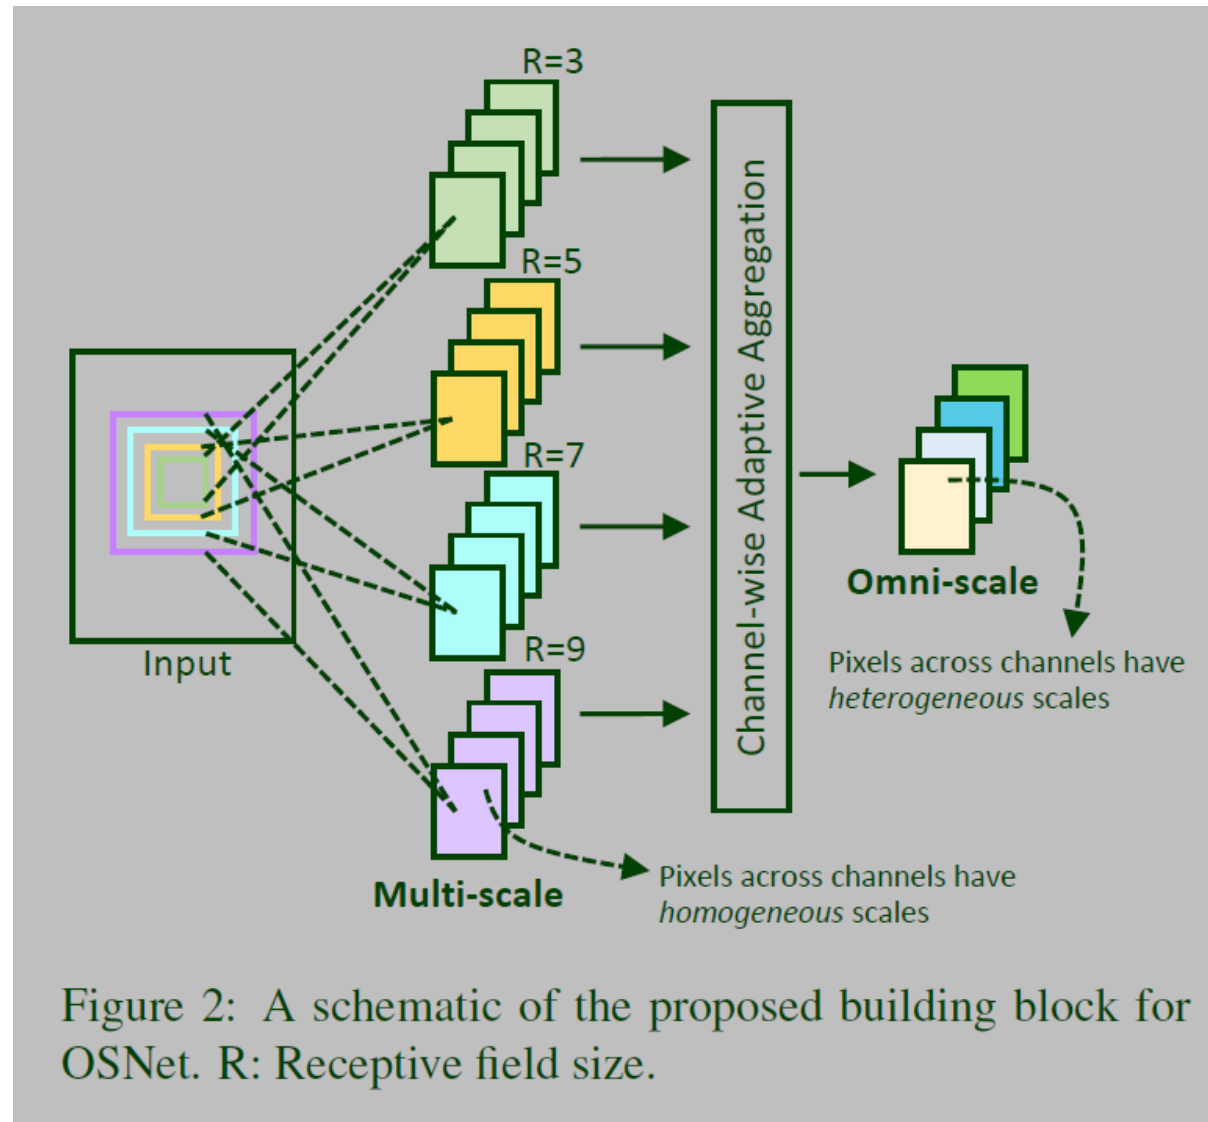 R=3
R=5
R=7
R=9
Input
Multi-scale
Channel-wise Adaptive Aggregation
Omni-scale
Pixels across channels have
heterogeneous scales
Pixels across channels have
homogeneous scales
Figure 2: A schematic of the proposed building block for
OSNet. R: Receptive field size.